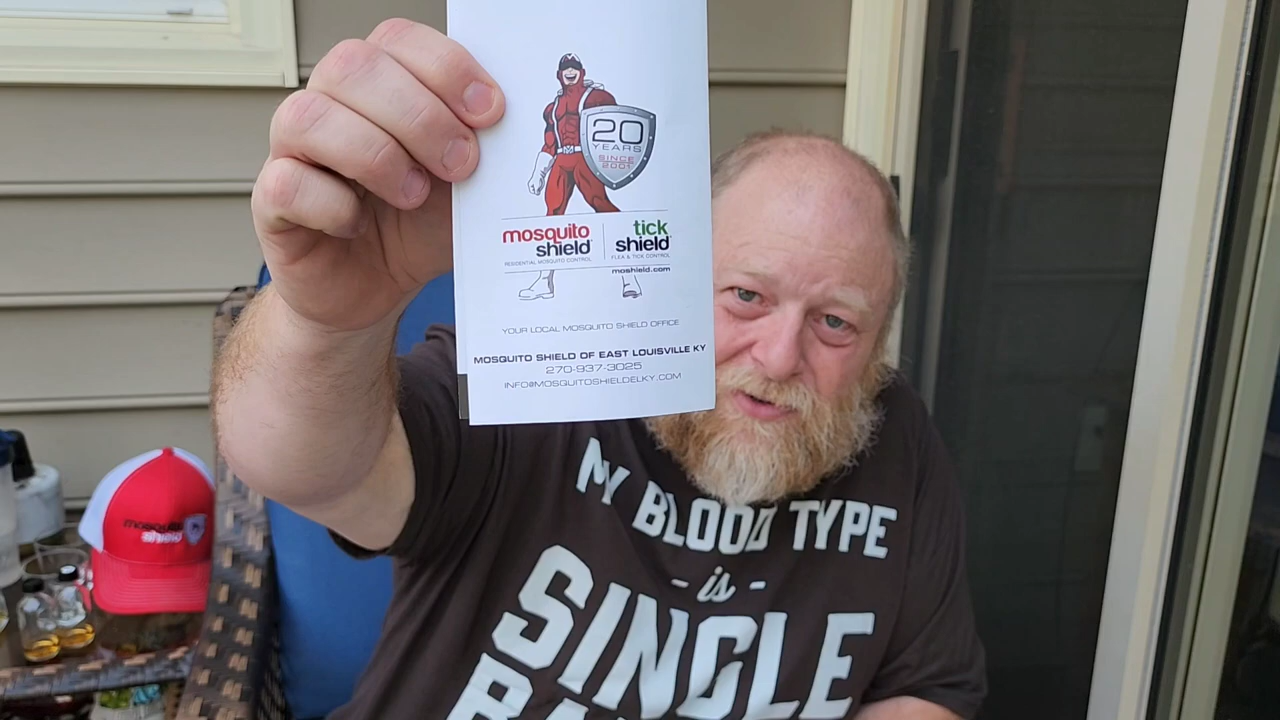 20
YEARS
SINCE
2001
mosquito
shield
RESIDENTIAL MOSQUITO CONTROL
tick
shield
FLEA & TICK CONTROL
moshield.com
YOUR LOCAL MOSQUITO SHIELD OFFICE
MOSQUITO SHIELD OF EAST LOUISVILLE KY
270-937-3025
INFO@MOSQUITOSHIELDELKY.COM
mosquito
shield
MY BLOOD TYPE
- is -
SINGLE